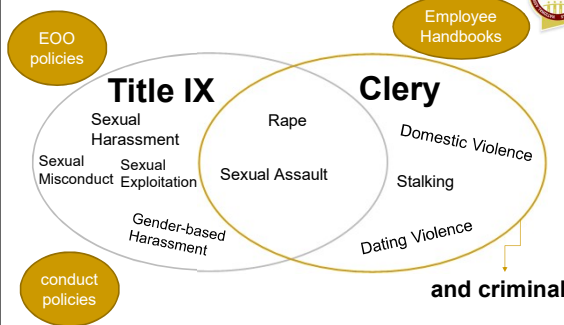 EOO
policies
Employee
Handbooks
Title IX
Clery
Sexual
Harassment
Rape
Domestic Violence
Sexual
Misconduct
Sexual
Exploitation
Sexual Assault
Stalking
Gender-based
Harassment
Dating Violence
conduct
policies
and criminal